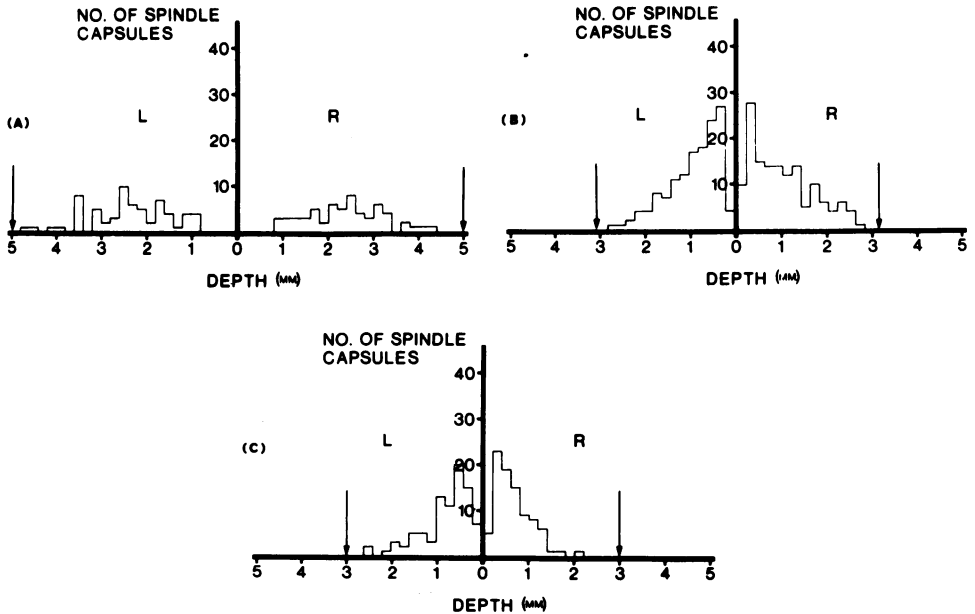 NO. OF SPINDLE
CAPSULES
40
30
20
10
(A)
L
R
5 4 3 2 1 0 1 2 3 4 5
DEPTH (MM)
NO. OF SPINDLE
CAPSULES
40
30
20
10
(B)
L
R
5 4 3 2 1 0 1 2 3 4 5
DEPTH (MM)
NO. OF SPINDLE
CAPSULES
40
30
20
10
(C)
L
R
5 4 3 2 1 0 1 2 3 4 5
DEPTH (MM)